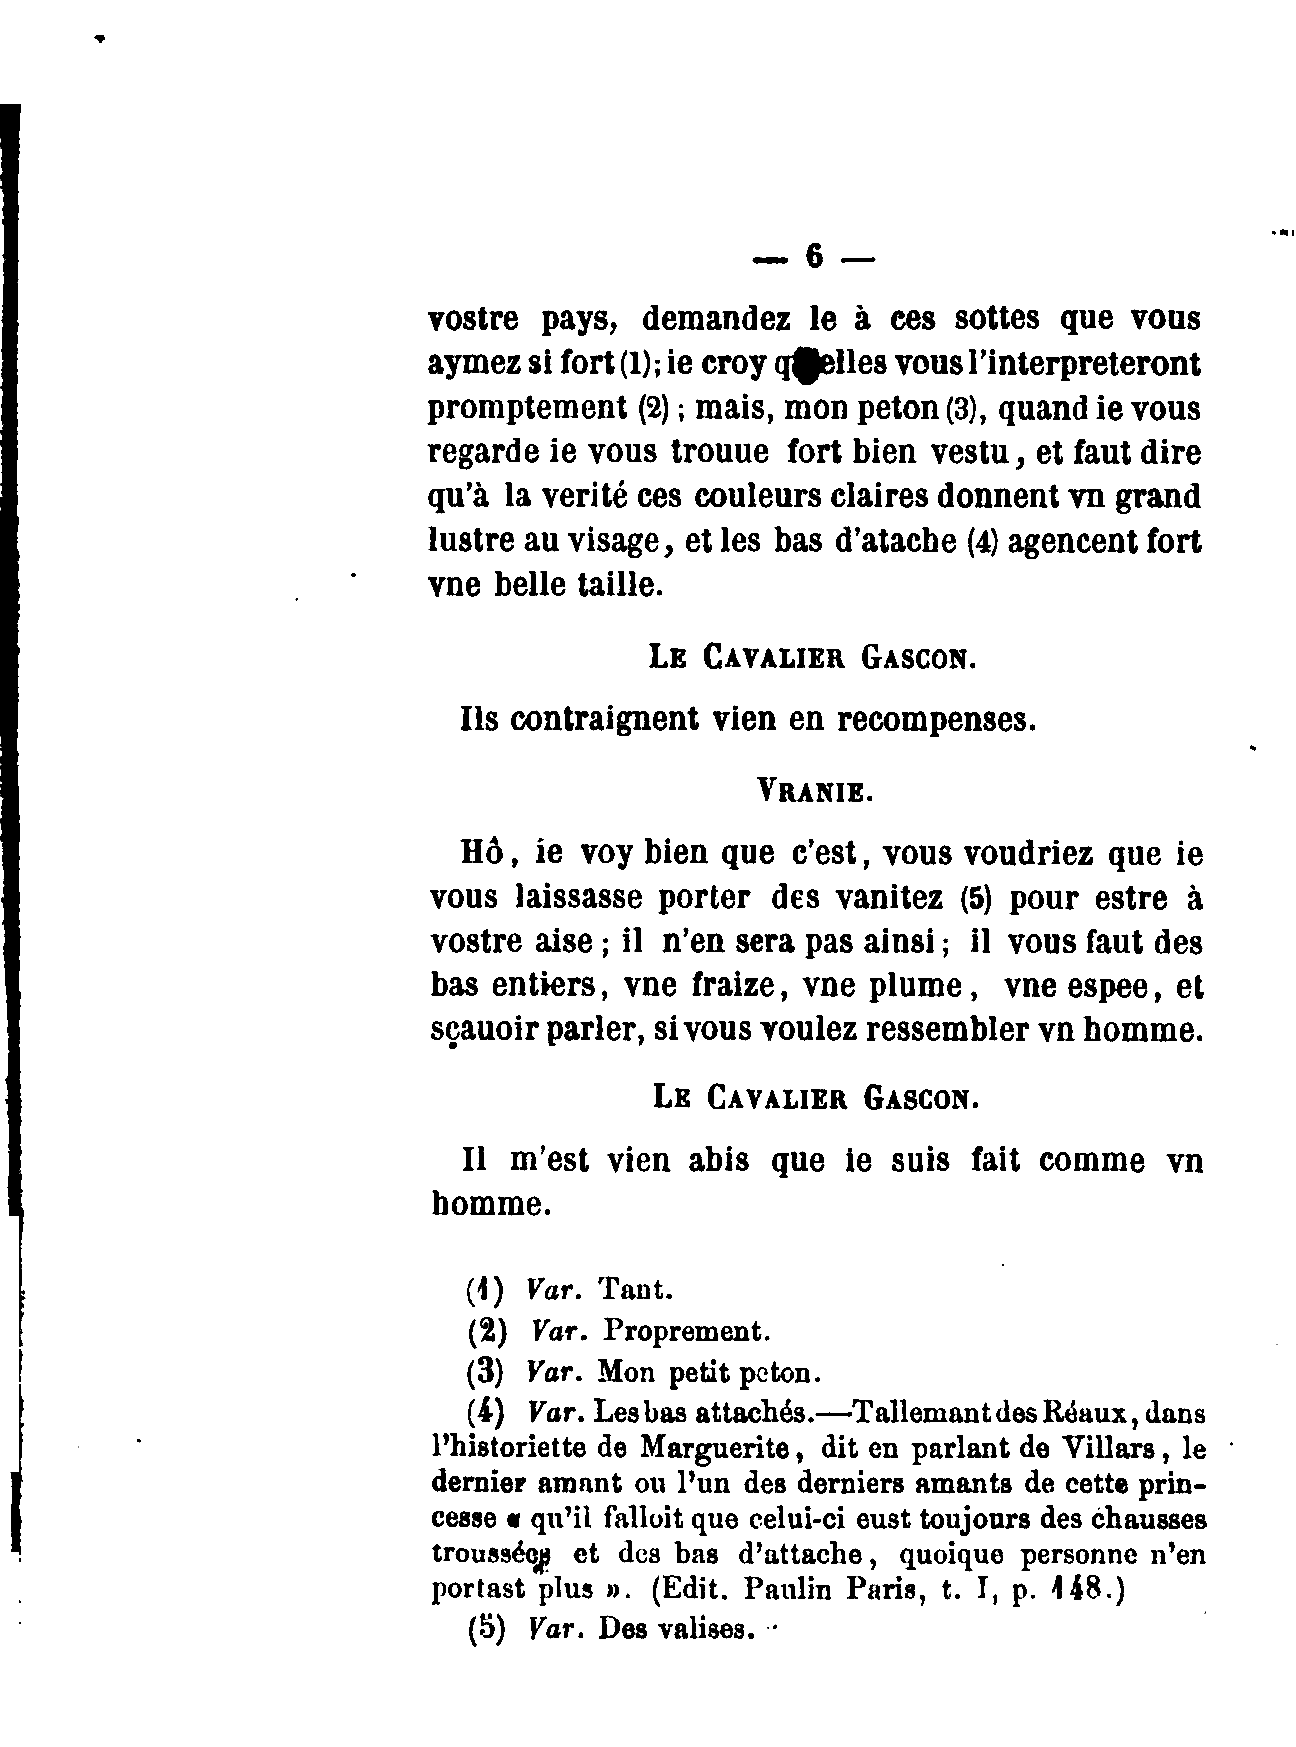 — 6 —
vostre pays, demandez le à ces sottes que vous
aymez si fort (1); ie croy vous l'interpreteront
promptement (2) ; mais, mon peton (3), quand ie vous
regarde ie vous trouue fort bien vestu, et faut dire
qu'à la verité ces couleurs claires donnent vn grand
lustre au visage, et les bas d'atache (4) agencent fort
vne belle taille.
LE CAVALIER GASCON.
Ils contraignent vien en recompenses.
VRANIE.
Hô, ie voy bien que c'est, vous voudriez que ie
vous laissasse porter des vanitez (5) pour estre à
vostre aise ; il n'en sera pas ainsi ; il vous faut des
bas entiers, vne fraize, vne plume, vne espee, et
sçauoir parler, si vous voulez ressembler vn homme.
LE CAVALIER GASCON.
Il m'est vien abis que ie suis fait comme vn
homme.
(1) Var. Tant.
(2) Var. Proprement.
(3) Var. Mon petit peton.
(4) Var. Les bas attachés.—Tallemant des Réaux, dans
l'historiette de Marguerite, dit en parlant de Villars, le
dernier amant ou l'un des derniers amants de cette prin-
cesse « qu'il falloit que celui-ci eust toujours des chausses
troussées et des bas d'attache, quoique personne n'en
portast plus ». (Edit. Paulin Paris, t. I, p. 148.)
(5) Var. Des valises.